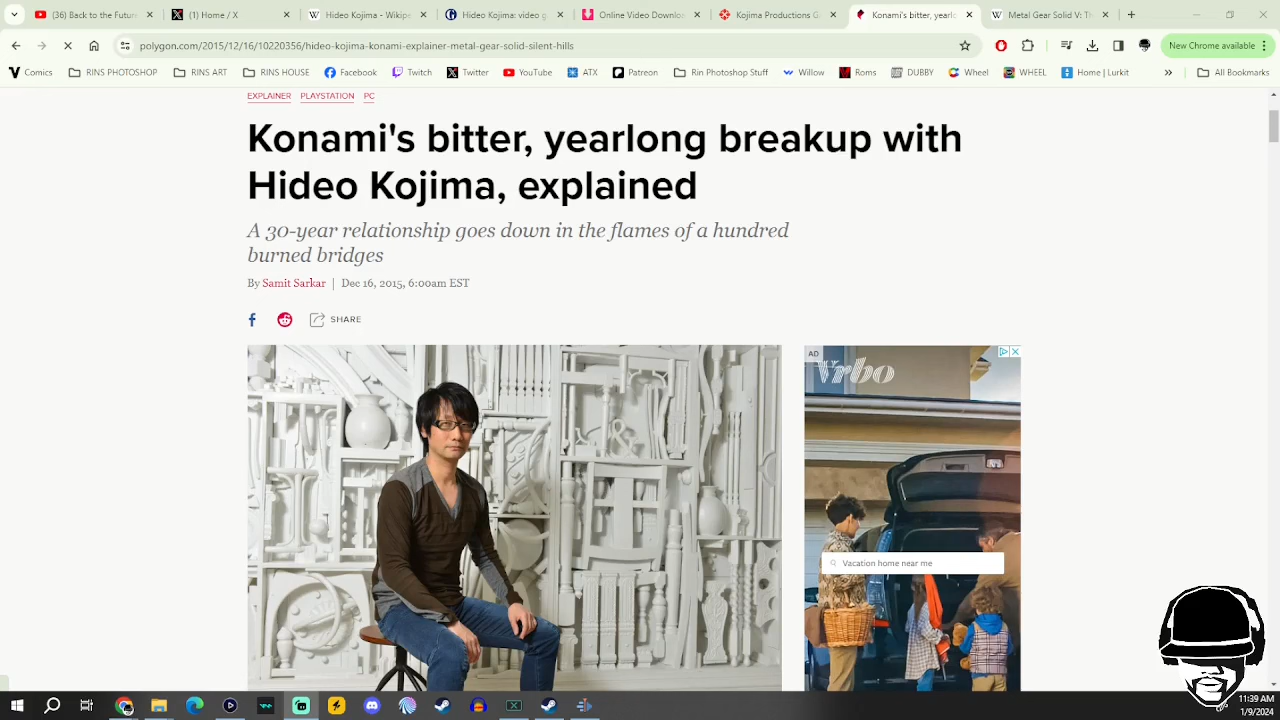 (36) Back to the Future
(1) Home / X
Hideo Kojima - Wikipe
Hideo Kojima: video g
Online Video Downloa
Kojima Productions G
Konami's bitter, yearl
Metal Gear Solid V: Th
polygon.com/2015/12/16/10220356/hideo-kojima-konami-explainer-metal-gear-solid-silent-hills
New Chrome available
Comics RINS PHOTOSHOP RINS ART RINS HOUSE Facebook Twitch Twitter YouTube ATX Patreon Rin Photoshop Stuff Willow Roms DUBBY Wheel WHEEL Home | Lurkit » All Bookmarks
EXPLAINER PLAYSTATION PC
Konami's bitter, yearlong breakup with
Hideo Kojima, explained
A 30-year relationship goes down in the flames of a hundred
burned bridges
By Samit Sarkar | Dec 16, 2015, 6:00am EST
SHARE
AD
Vrbo
Vacation home near me
11:39 AM
1/9/2024